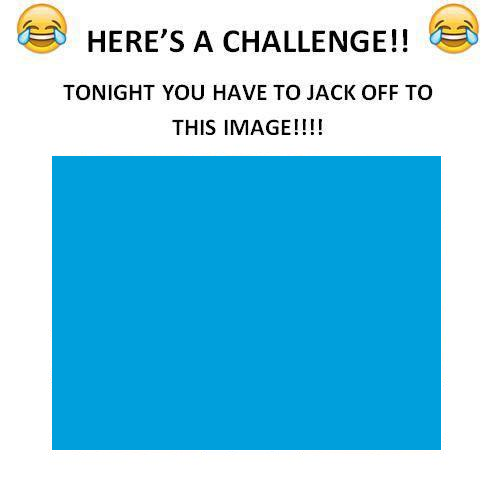 HERE’S A CHALLENGE!!
TONIGHT YOU HAVE TO JACK OFF TO
THIS IMAGE!!!!